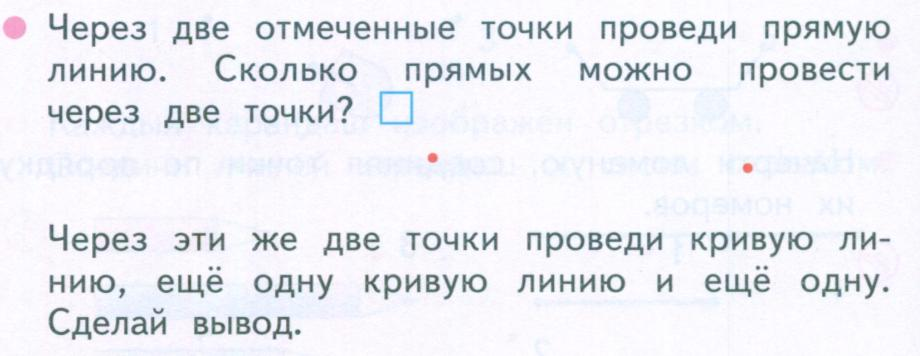 Через две отмеченные точки проведи прямую
линию. Сколько прямых можно провести
через две точки?
Через эти же две точки проведи кривую ли-
нию, ещё одну кривую линию и ещё одну.
Сделай вывод.